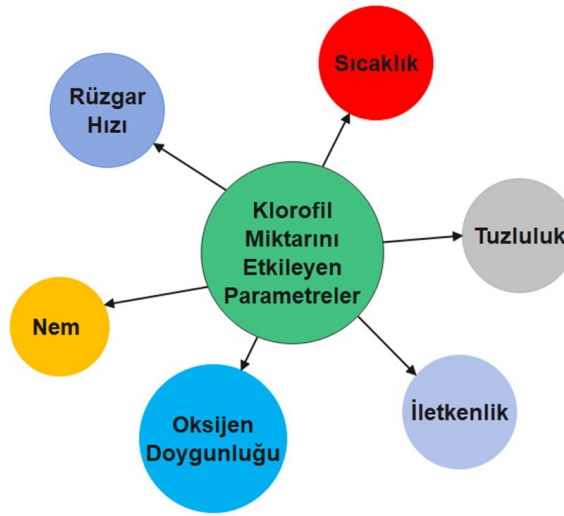 Sıcaklık
Rüzgar
Hızı
Klorofil
Miktarını
Etkileyen
Parametreler
Tuzluluk
Nem
İletkenlik
Oksijen
Doygunluğu